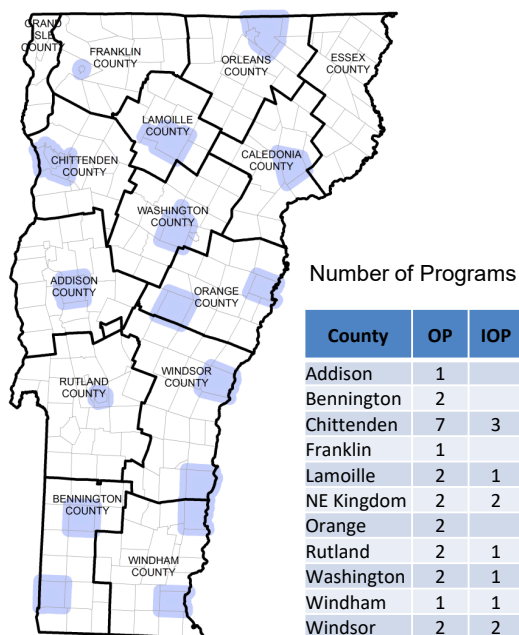 GRAND
ISLE
COUNTY
FRANKLIN
COUNTY
ORLEANS
COUNTY
ESSEX
COUNTY
LAMOILLE
COUNTY
CHITTENDEN
COUNTY
CALEDONIA
COUNTY
WASHINGTON
COUNTY
ADDISON
COUNTY
ORANGE
COUNTY
RUTLAND
COUNTY
WINDSOR
COUNTY
BENNINGTON
COUNTY
WINDHAM
COUNTY
Number of Programs
County OP IOP
Addison 1
Bennington 2
Chittenden 7 3
Franklin 1
Lamoille 2 1
NE Kingdom 2 2
Orange 2
Rutland 2 1
Washington 2 1
Windham 1 1
Windsor 2 2